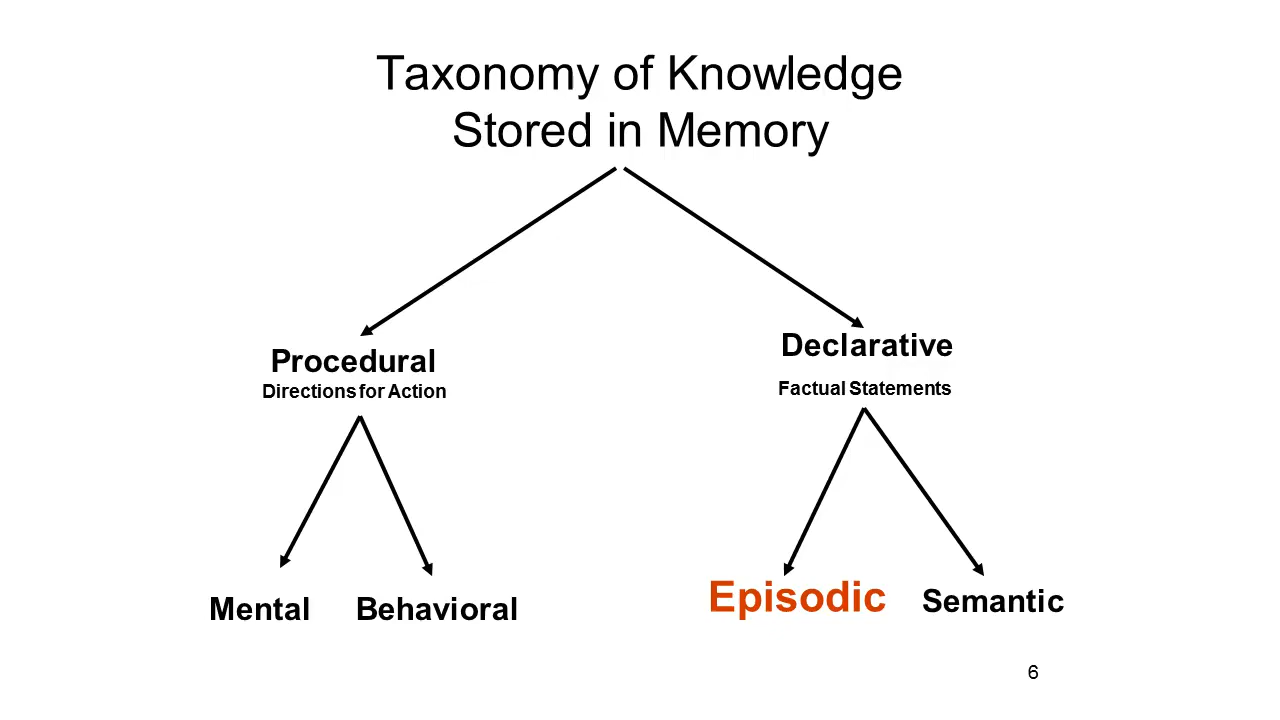 Taxonomy of Knowledge
Stored in Memory
Procedural
Directions for Action
Declarative
Factual Statements
Mental
Behavioral
Episodic
Semantic
6